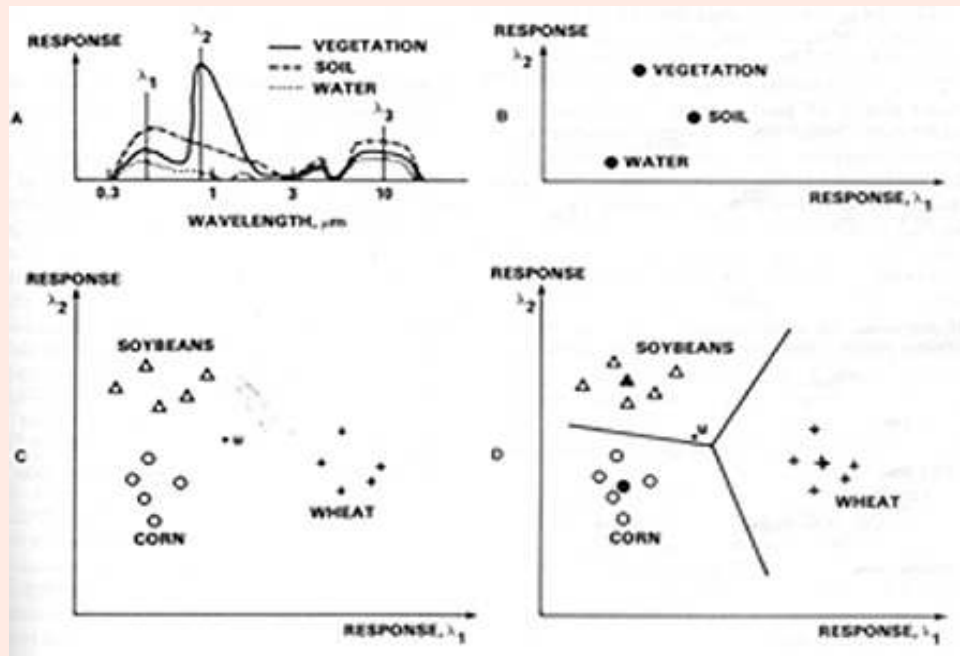 A
RESPONSE
λ1
λ2
λ3
VEGETATION
SOIL
WATER
0.3
1
3
10
WAVELENGTH, μm
B
RESPONSE
λ2
VEGETATION
SOIL
WATER
RESPONSE, λ1
C
RESPONSE
λ2
SOYBEANS
u
WHEAT
CORN
RESPONSE, λ1
D
RESPONSE
λ2
SOYBEANS
u
WHEAT
CORN
RESPONSE, λ1